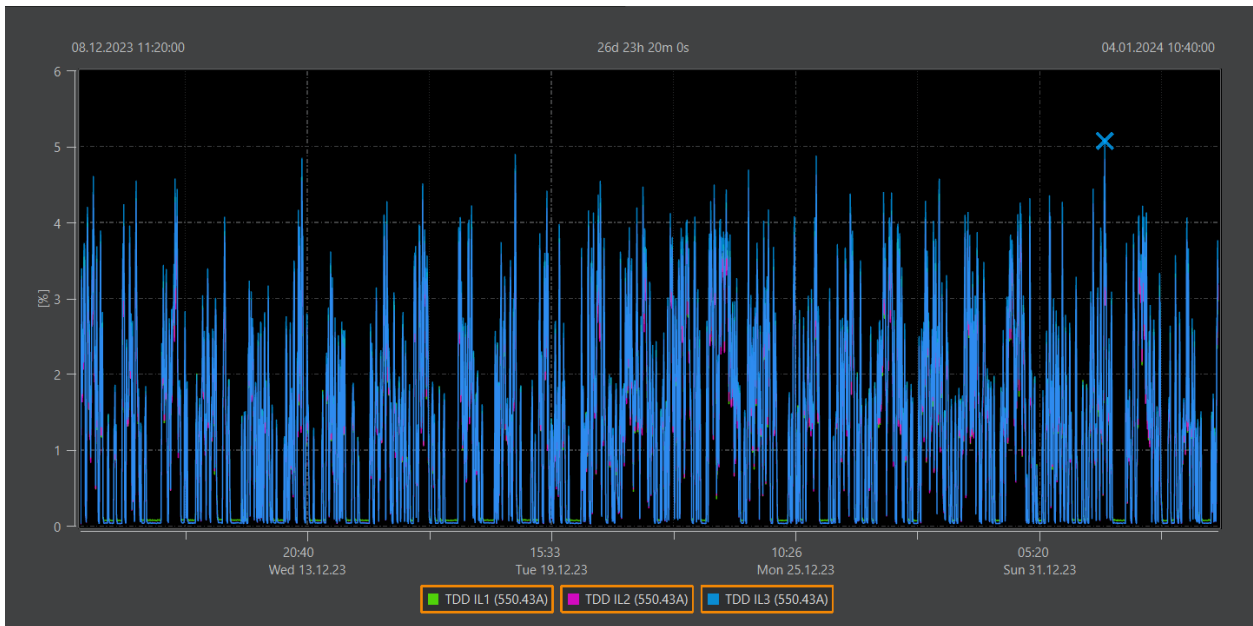 08.12.2023 11:20:00 26d 23h 20m 0s 04.01.2024 10:40:00
6
5
4
[%]
3
2
1
0
20:40 15:33 10:26 05:20
Wed 13.12.23 Tue 19.12.23 Mon 25.12.23 Sun 31.12.23
TDD IL1 (550.43A) TDD IL2 (550.43A) TDD IL3 (550.43A)